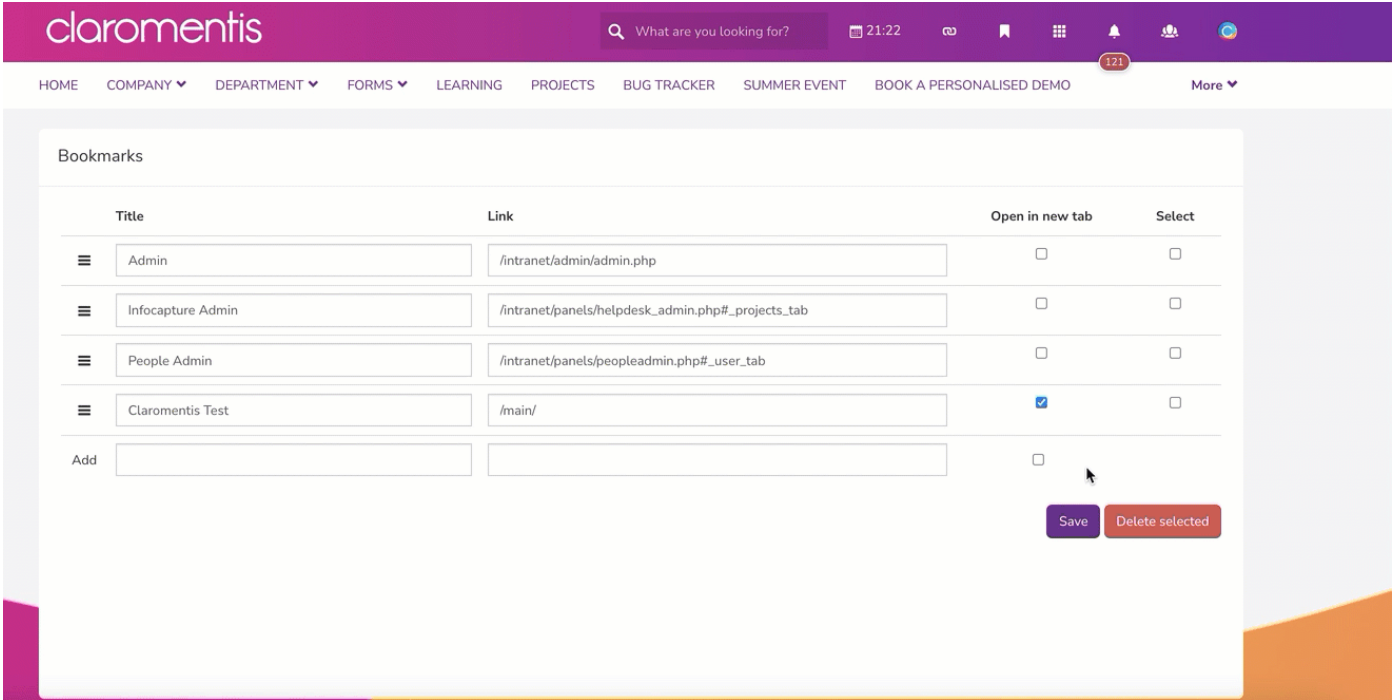 claromentis
What are you looking for?
21:22
121
HOME COMPANY DEPARTMENT FORMS LEARNING PROJECTS BUG TRACKER SUMMER EVENT BOOK A PERSONALISED DEMO More
Bookmarks
Title Link Open in new tab Select
Admin /intranet/admin/admin.php
Infocapture Admin /intranet/panels/helpdesk_admin.php#_projects_tab
People Admin /intranet/panels/peopleadmin.php#_user_tab
Claromentis Test /main/
Add
Save Delete selected